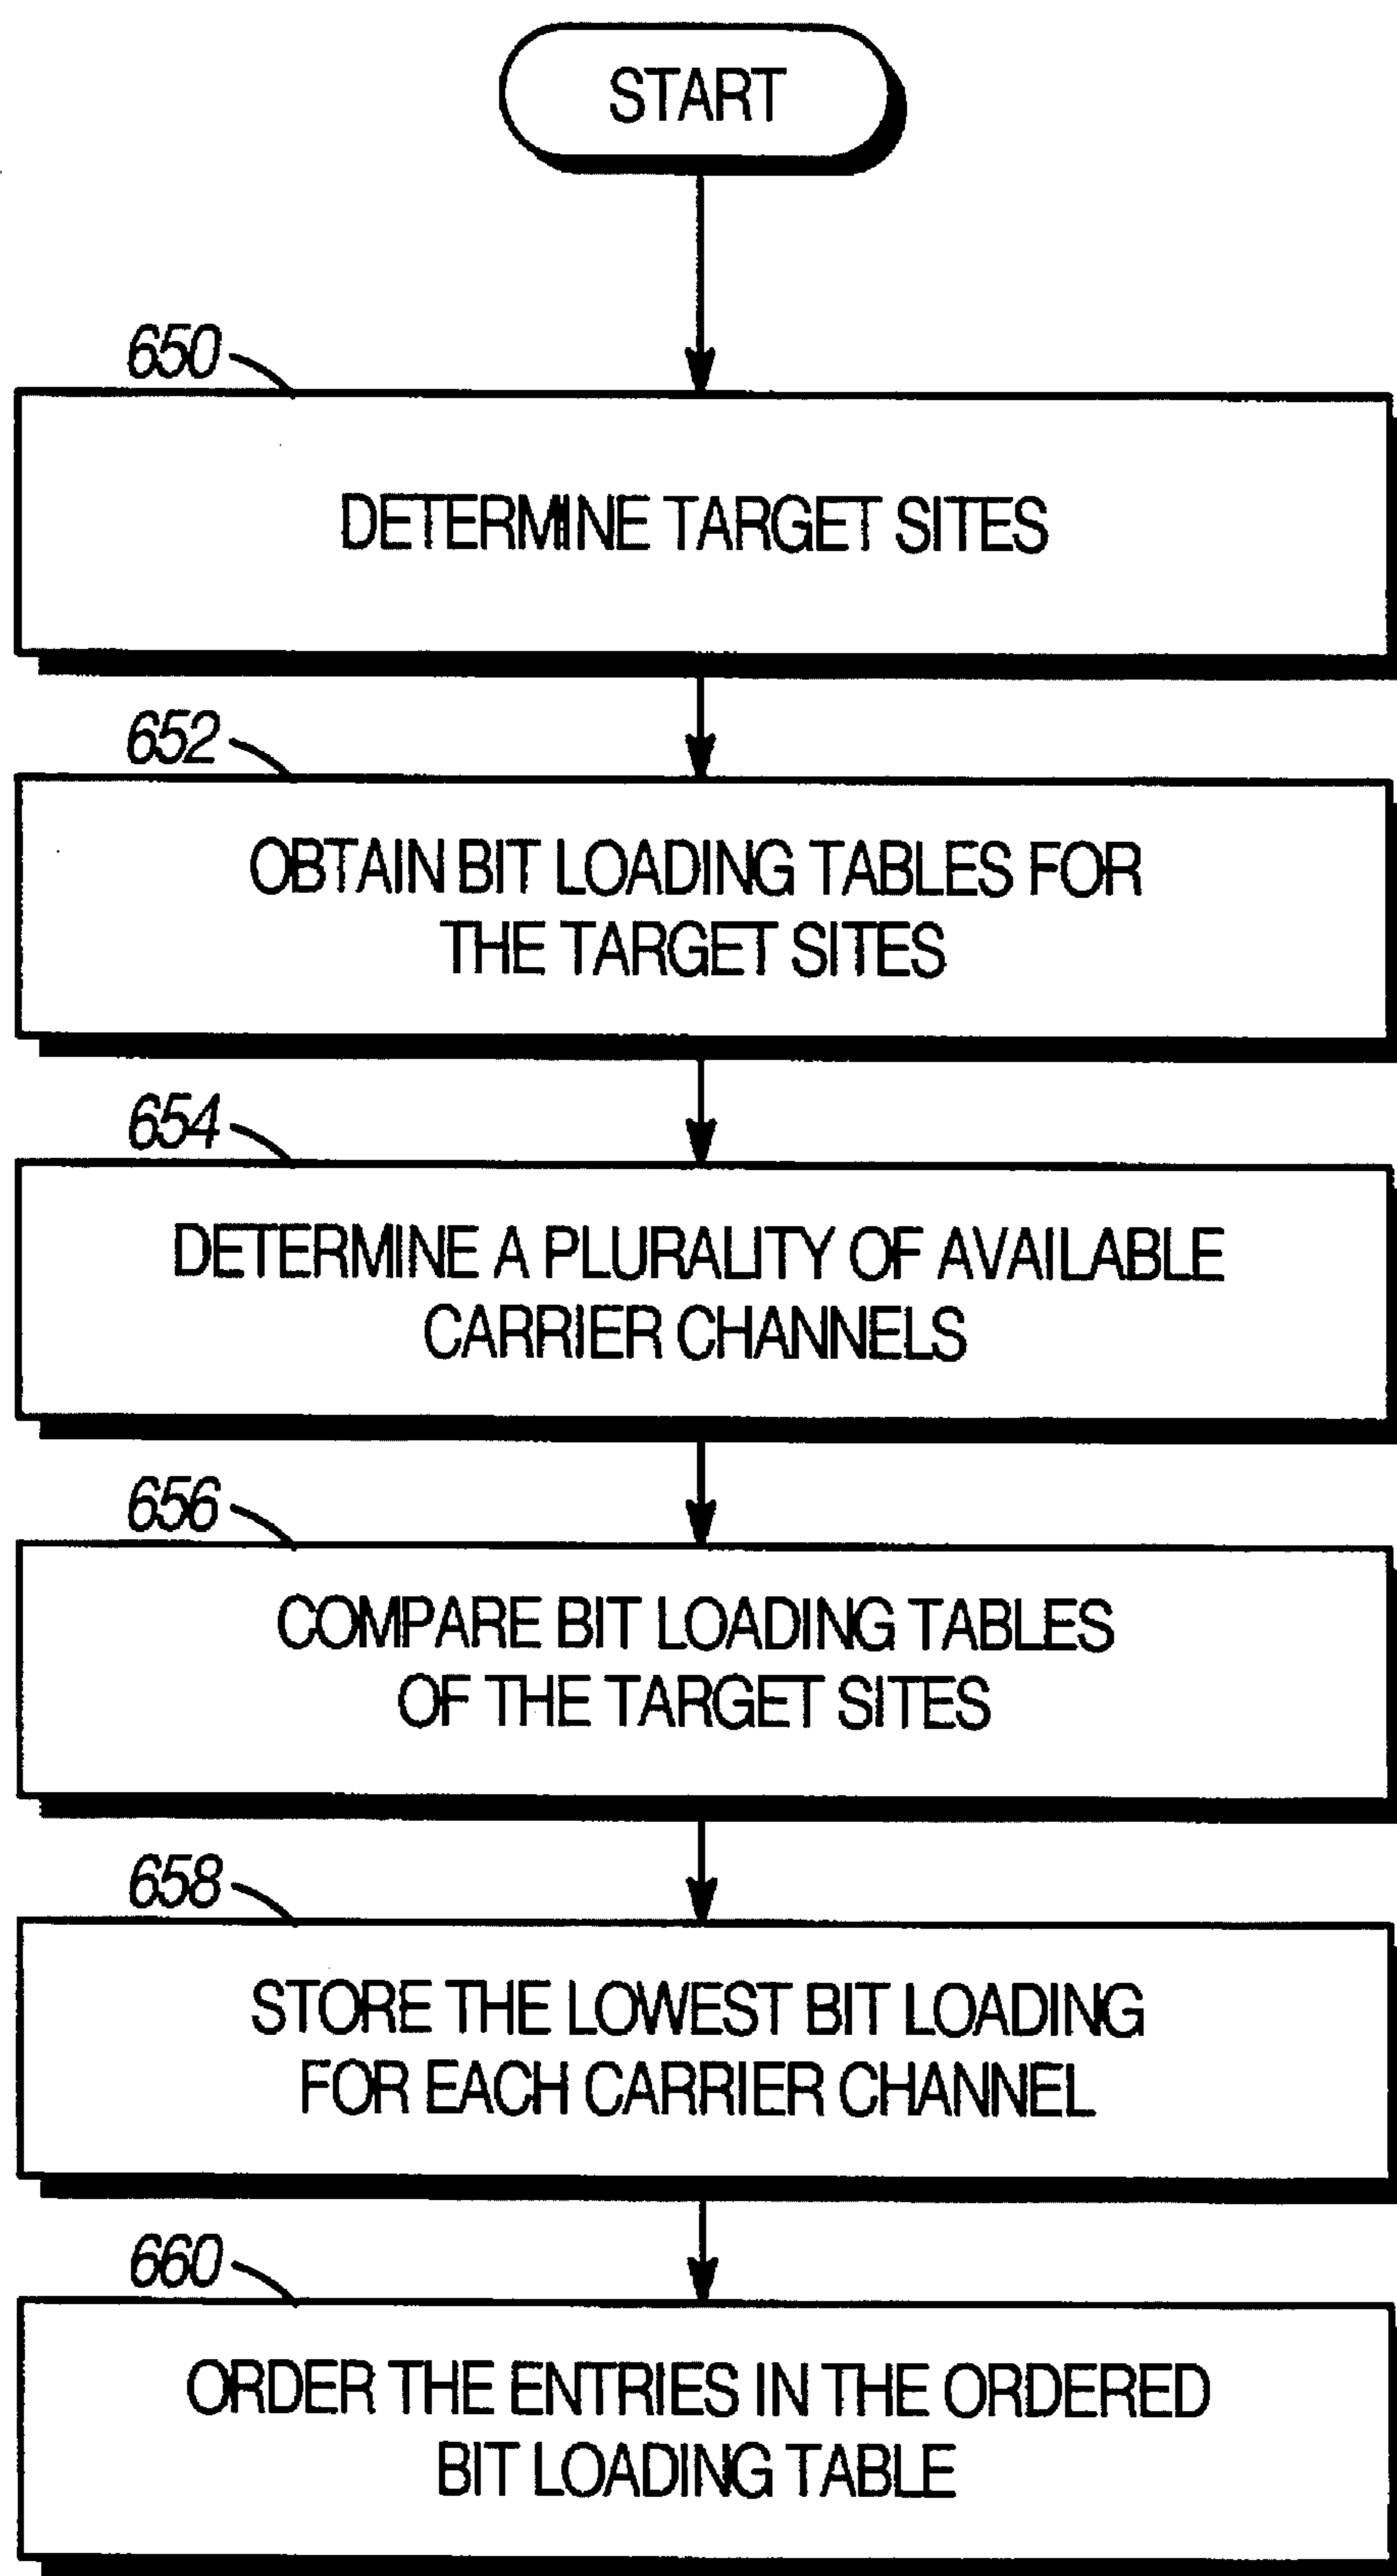 START
650
DETERMINE TARGET SITES
652
OBTAIN BIT LOADING TABLES FOR
THE TARGET SITES
654
DETERMINE A PLURALITY OF AVAILABLE
CARRIER CHANNELS
656
COMPARE BIT LOADING TABLES
OF THE TARGET SITES
658
STORE THE LOWEST BIT LOADING
FOR EACH CARRIER CHANNEL
660
ORDER THE ENTRIES IN THE ORDERED
BIT LOADING TABLE